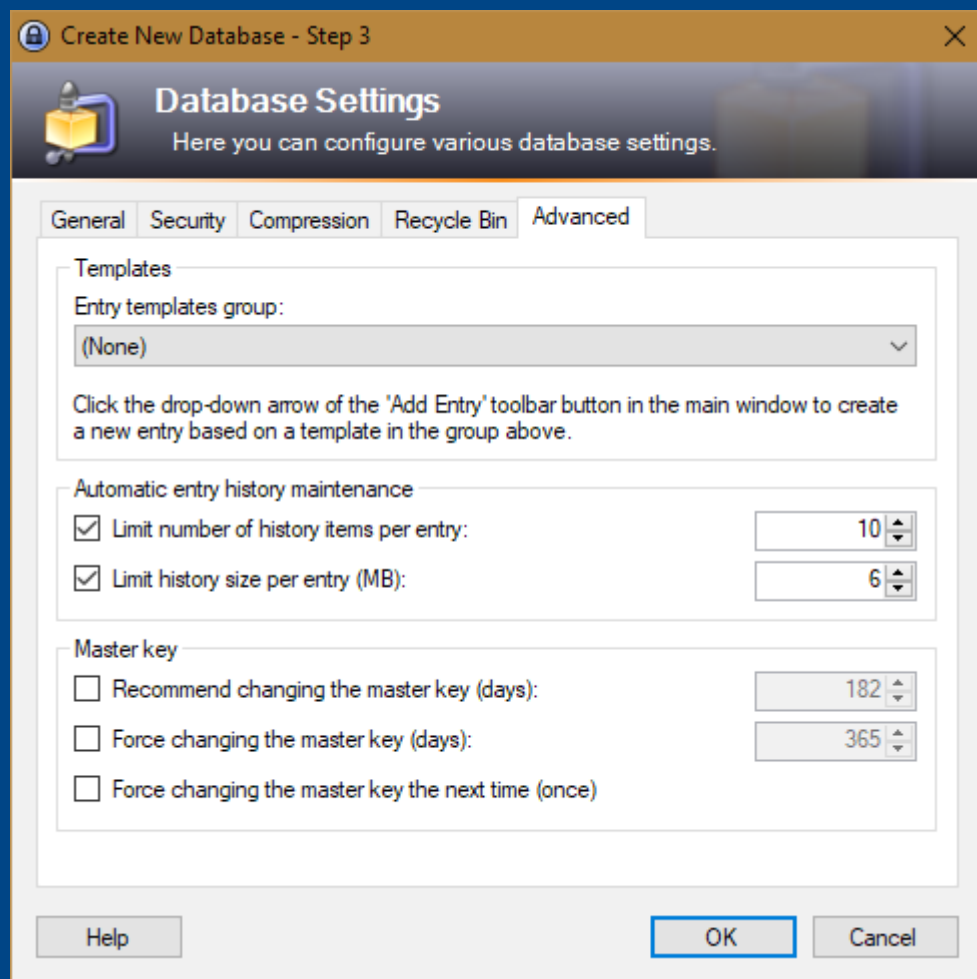 Create New Database - Step 3
Database Settings
Here you can configure various database settings.
General Security Compression Recycle Bin Advanced
Templates
Entry templates group:
(None)
Click the drop-down arrow of the 'Add Entry' toolbar button in the main window to create
a new entry based on a template in the group above.
Automatic entry history maintenance
Limit number of history items per entry: 10
Limit history size per entry (MB): 6
Master key
Recommend changing the master key (days): 182
Force changing the master key (days): 365
Force changing the master key the next time (once)
Help OK Cancel